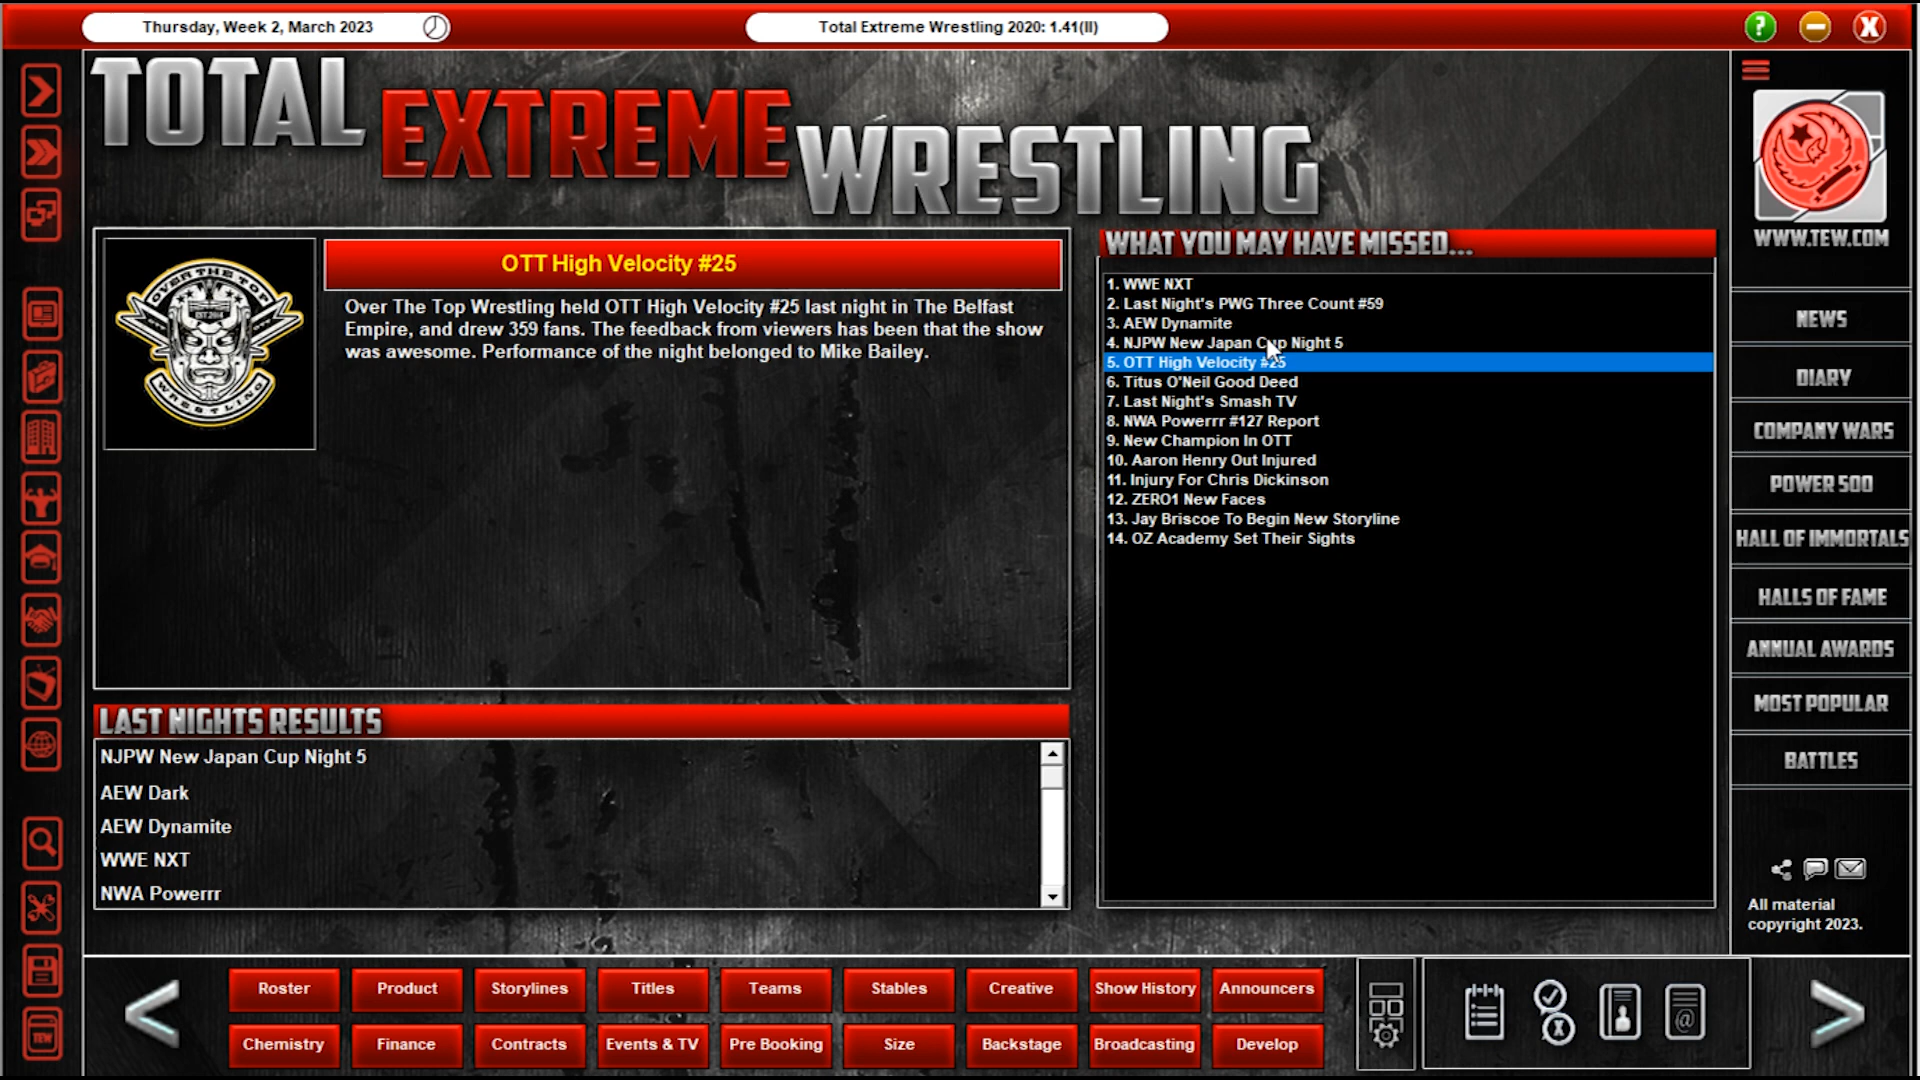 Thursday, Week 2, March 2023
Total Extreme Wrestling 2020: 1.41(II)
TOTAL EXTREME WRESTLING
WWW.TEW.COM
OTT High Velocity #25
OVER THE TOP
EST. 2014
OTT
OTT
WRESTLING
Over The Top Wrestling held OTT High Velocity #25 last night in The Belfast
Empire, and drew 359 fans. The feedback from viewers has been that the show
was awesome. Performance of the night belonged to Mike Bailey.
WHAT YOU MAY HAVE MISSED...
1. WWE NXT
2. Last Night's PWG Three Count #59
3. AEW Dynamite
4. NJPW New Japan Cup Night 5
5. OTT High Velocity #25
6. Titus O'Neil Good Deed
7. Last Night's Smash TV
8. NWA Powerrr #127 Report
9. New Champion In OTT
10. Aaron Henry Out Injured
11. Injury For Chris Dickinson
12. ZERO1 New Faces
13. Jay Briscoe To Begin New Storyline
14. OZ Academy Set Their Sights
LAST NIGHTS RESULTS
NJPW New Japan Cup Night 5
AEW Dark
AEW Dynamite
WWE NXT
NWA Powerrr
NEWS
DIARY
COMPANY WARS
POWER 500
HALL OF IMMORTALS
HALLS OF FAME
ANNUAL AWARDS
MOST POPULAR
BATTLES
All material
copyright 2023.
Roster
Product
Storylines
Titles
Teams
Stables
Creative
Show History
Announcers
Chemistry
Finance
Contracts
Events & TV
Pre Booking
Size
Backstage
Broadcasting
Develop
TEW